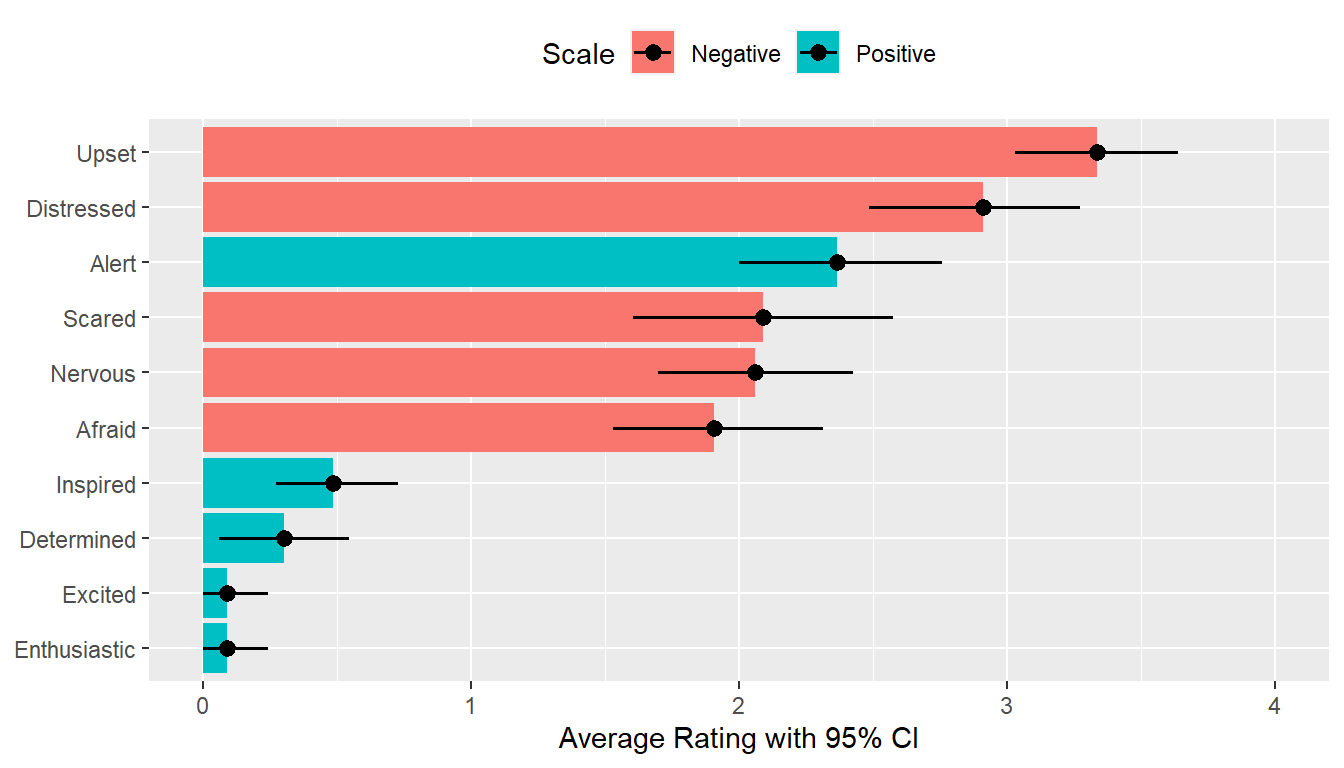 Scale Negative Positive
Upset
Distressed
Alert
Scared
Nervous
Afraid
Inspired
Determined
Excited
Enthusiastic
0 1 2 3 4
Average Rating with 95% CI